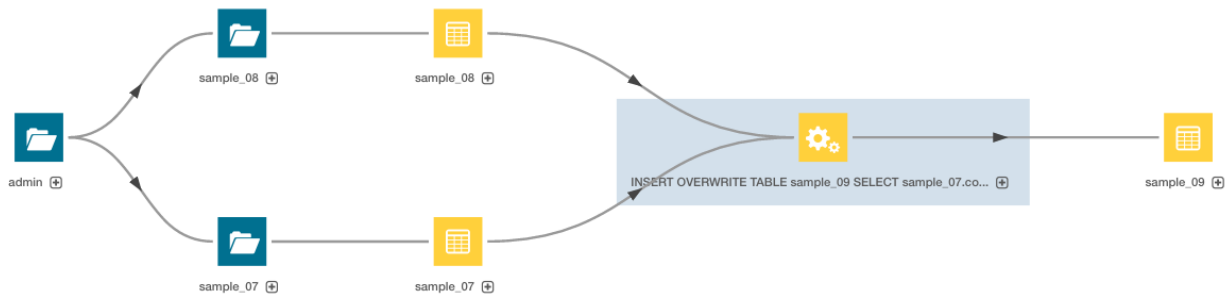 sample_08
sample_08
admin
INSERT OVERWRITE TABLE sample_09 SELECT sample_07.co...
sample_09
sample_07
sample_07